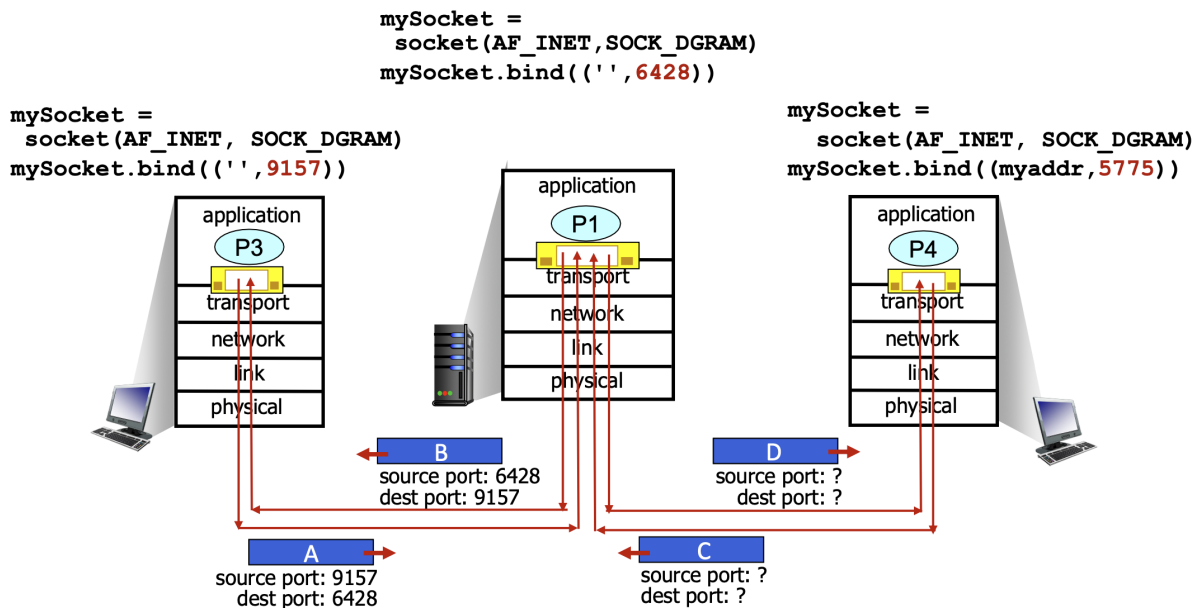 mySocket =
socket(AF_INET,SOCK_DGRAM)
mySocket.bind(('',6428))
mySocket =
socket(AF_INET, SOCK_DGRAM)
mySocket.bind(('',9157))
mySocket =
socket(AF_INET, SOCK_DGRAM)
mySocket.bind((myaddr,5775))
application
P3
transport
network
link
physical
application
P1
transport
network
link
physical
application
P4
transport
network
link
physical
B
source port: 6428
dest port: 9157
D
source port: ?
dest port: ?
A
source port: 9157
dest port: 6428
C
source port: ?
dest port: ?